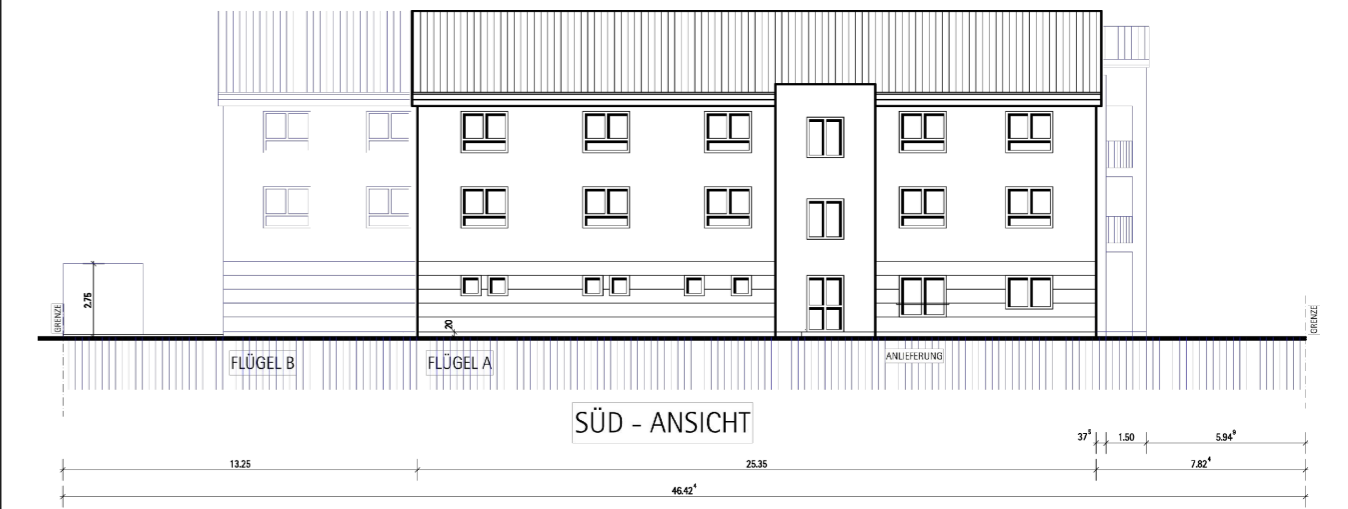 GRENZE
2.75
20
GRENZE
FLÜGEL B
FLÜGEL A
ANLIEFERUNG
SÜD - ANSICHT
37⁵ 1.50 5.94⁹
13.25 25.35 7.82⁴
46.42⁴